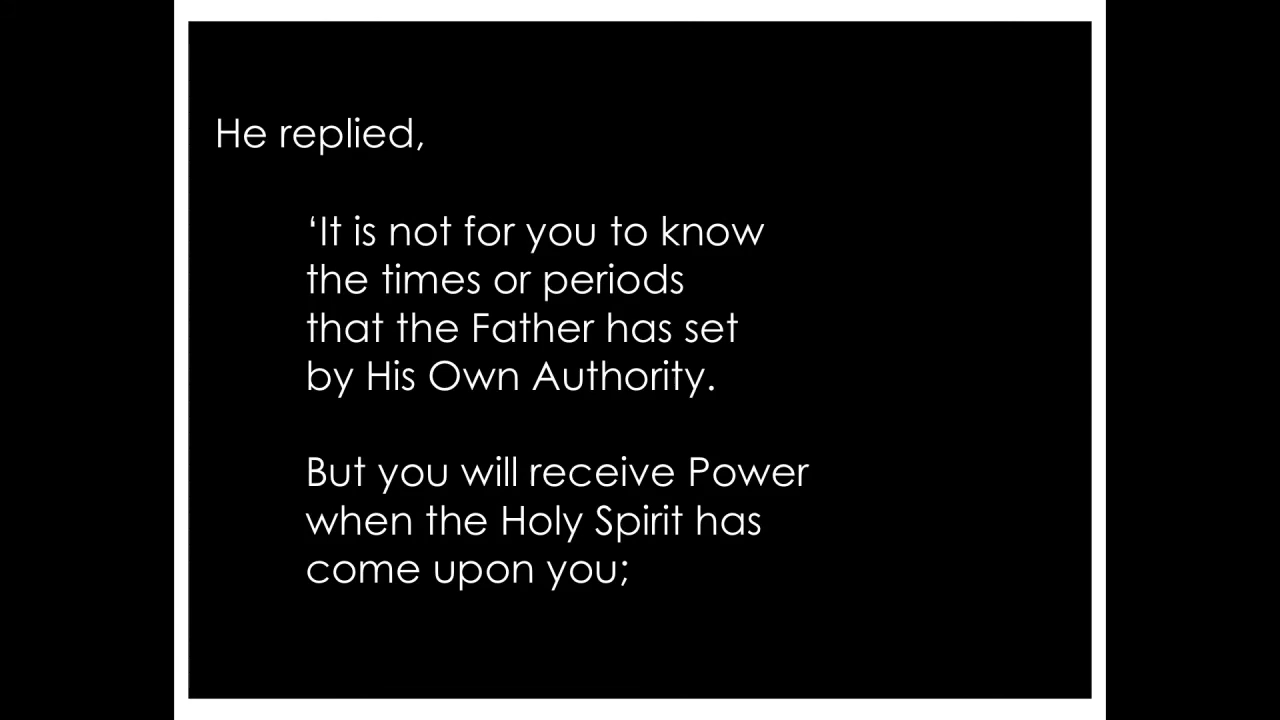 He replied,
‘It is not for you to know
the times or periods
that the Father has set
by His Own Authority.
But you will receive Power
when the Holy Spirit has
come upon you;